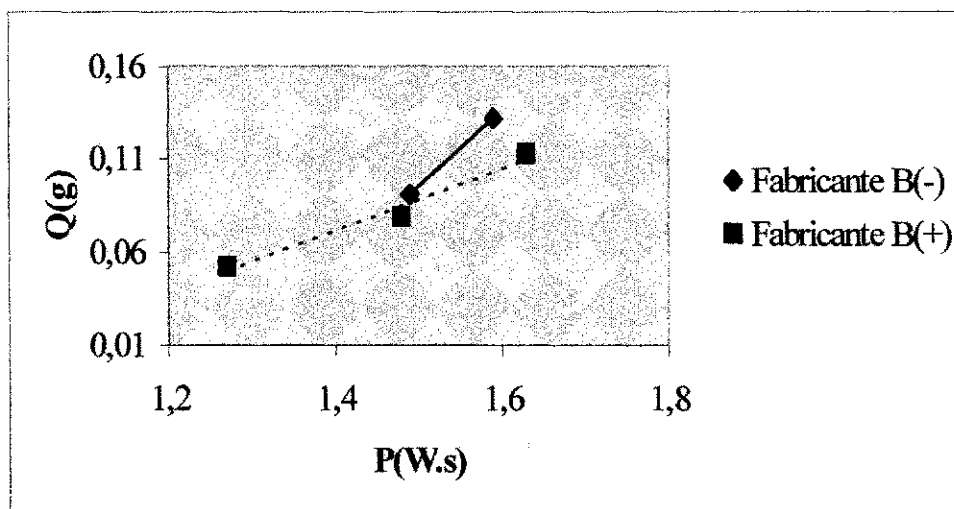 0,16
0,11
0,06
0,01
Q(g)
1,2 1,4 1,6 1,8
P(W.s)
Fabricante B(-)
Fabricante B(+)